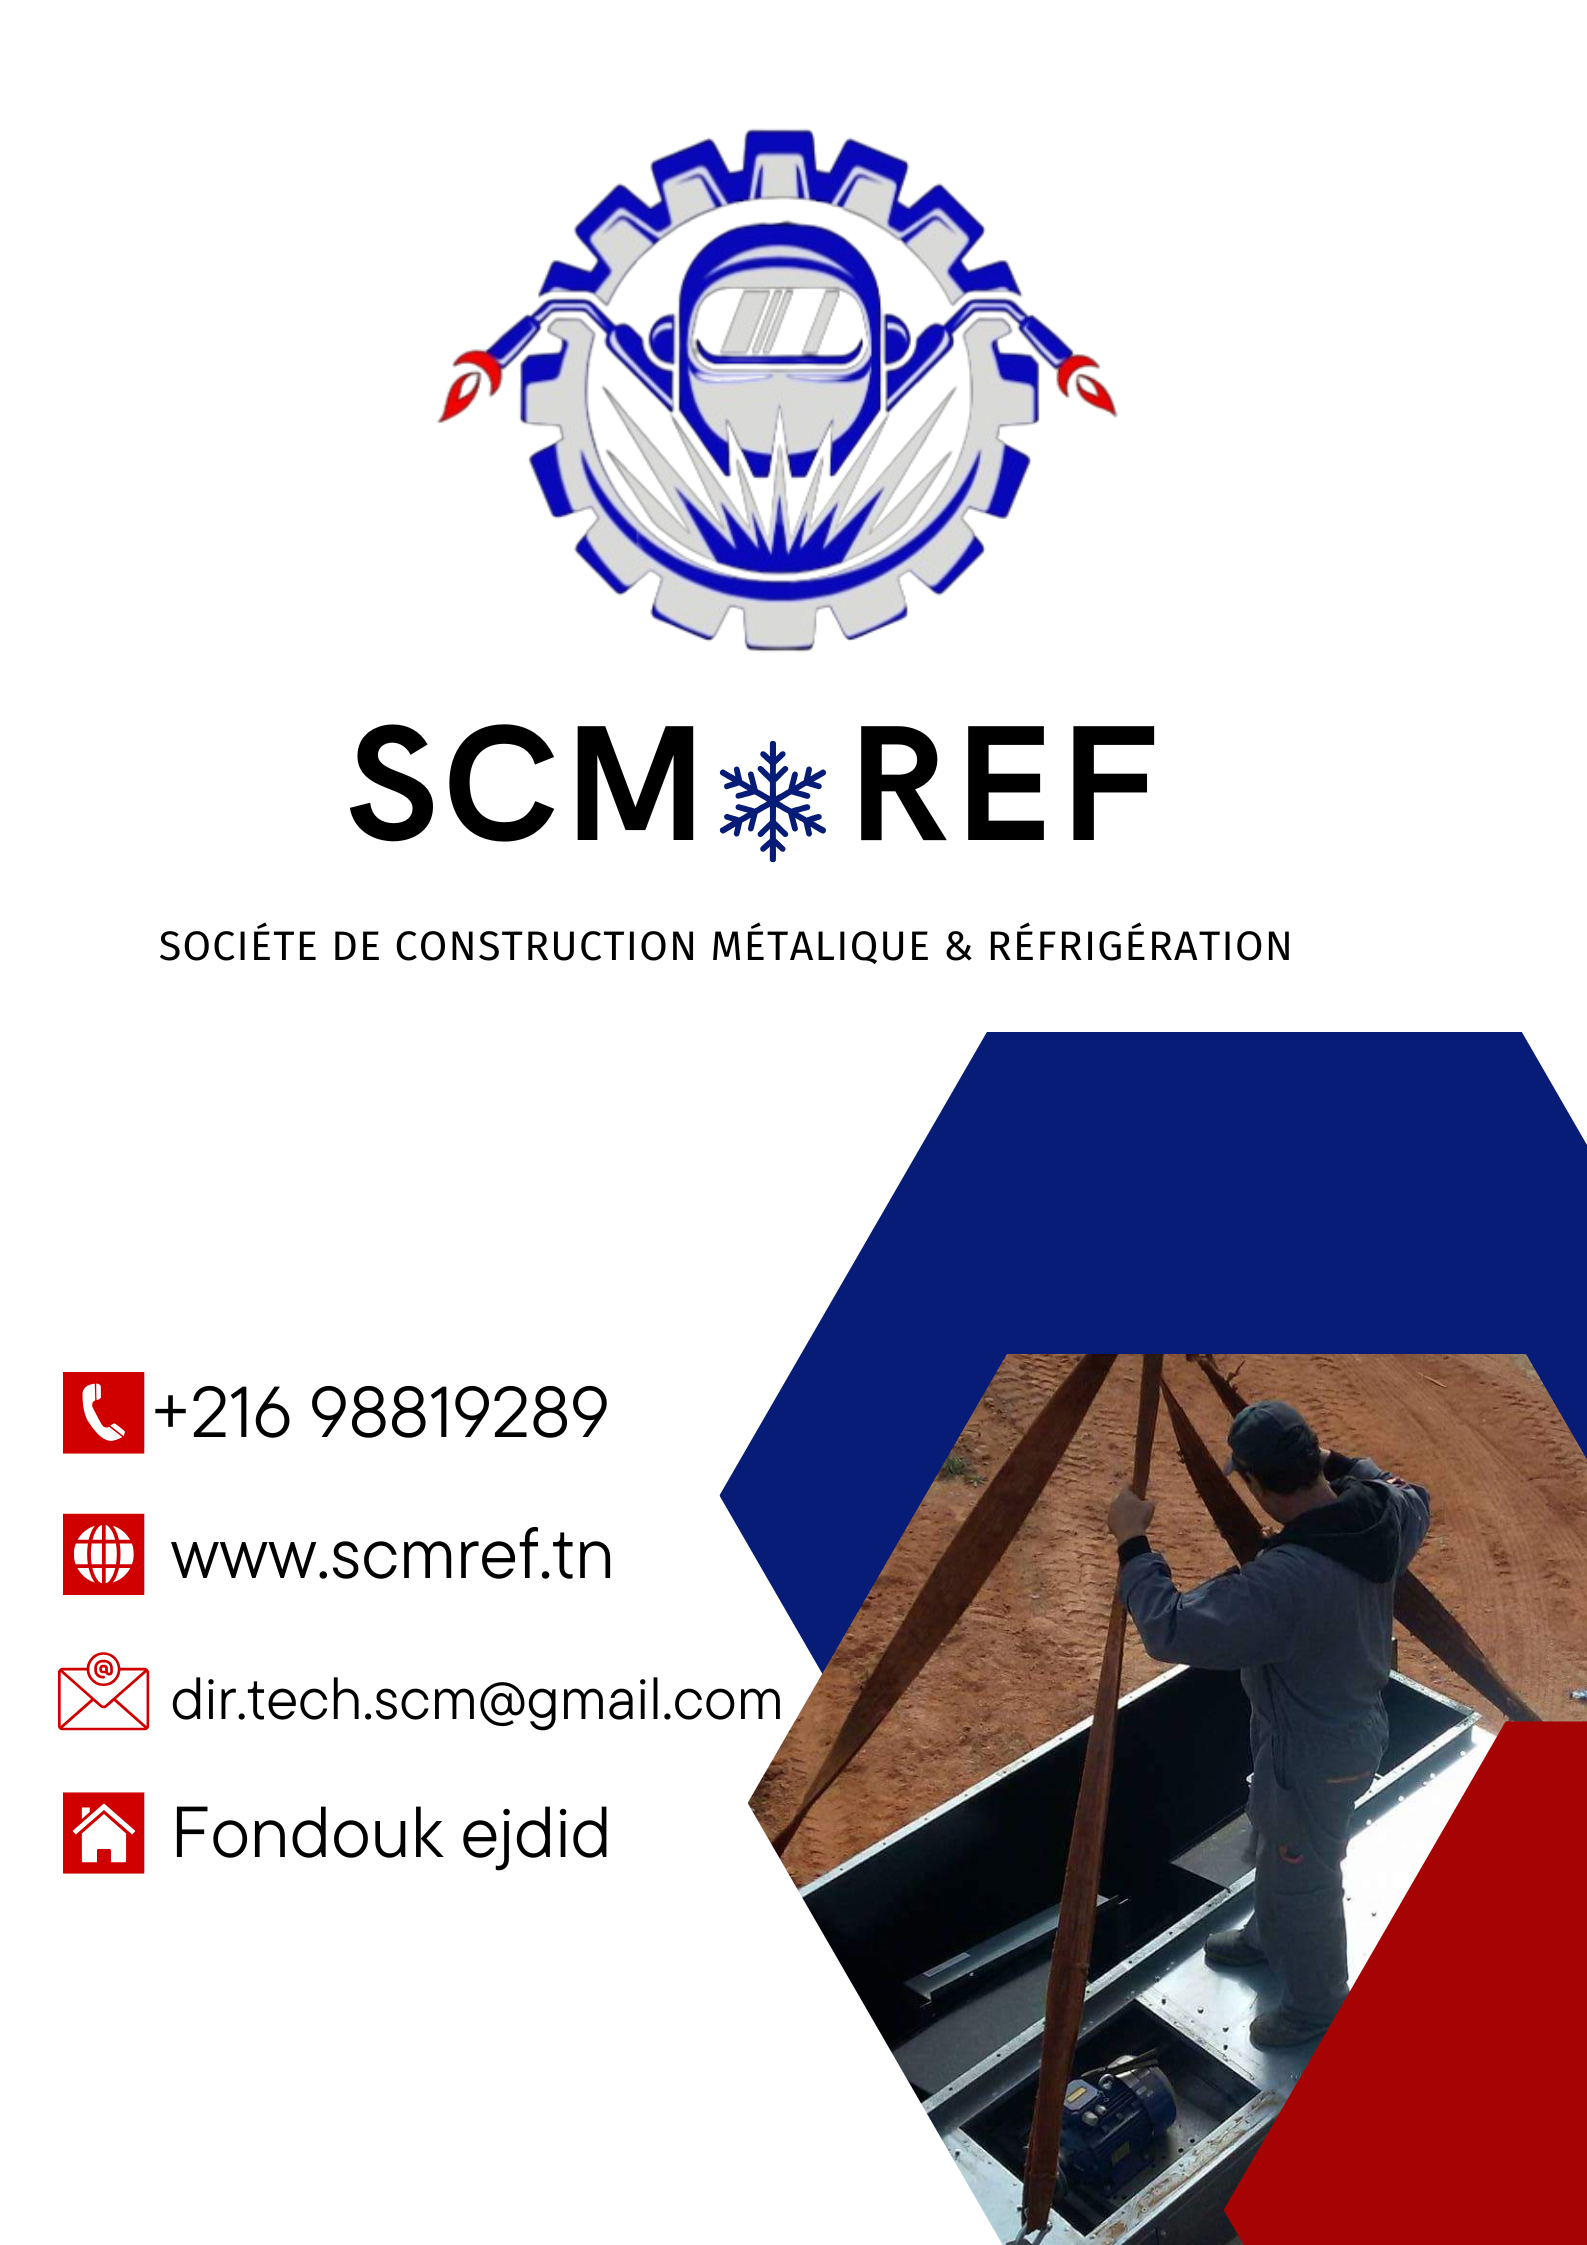 SCM REF
SOCIÉTE DE CONSTRUCTION MÉTALIQUE & RÉFRIGÉRATION
+216 98819289
www.scmref.tn
dir.tech.scm@gmail.com
Fondouk ejdid